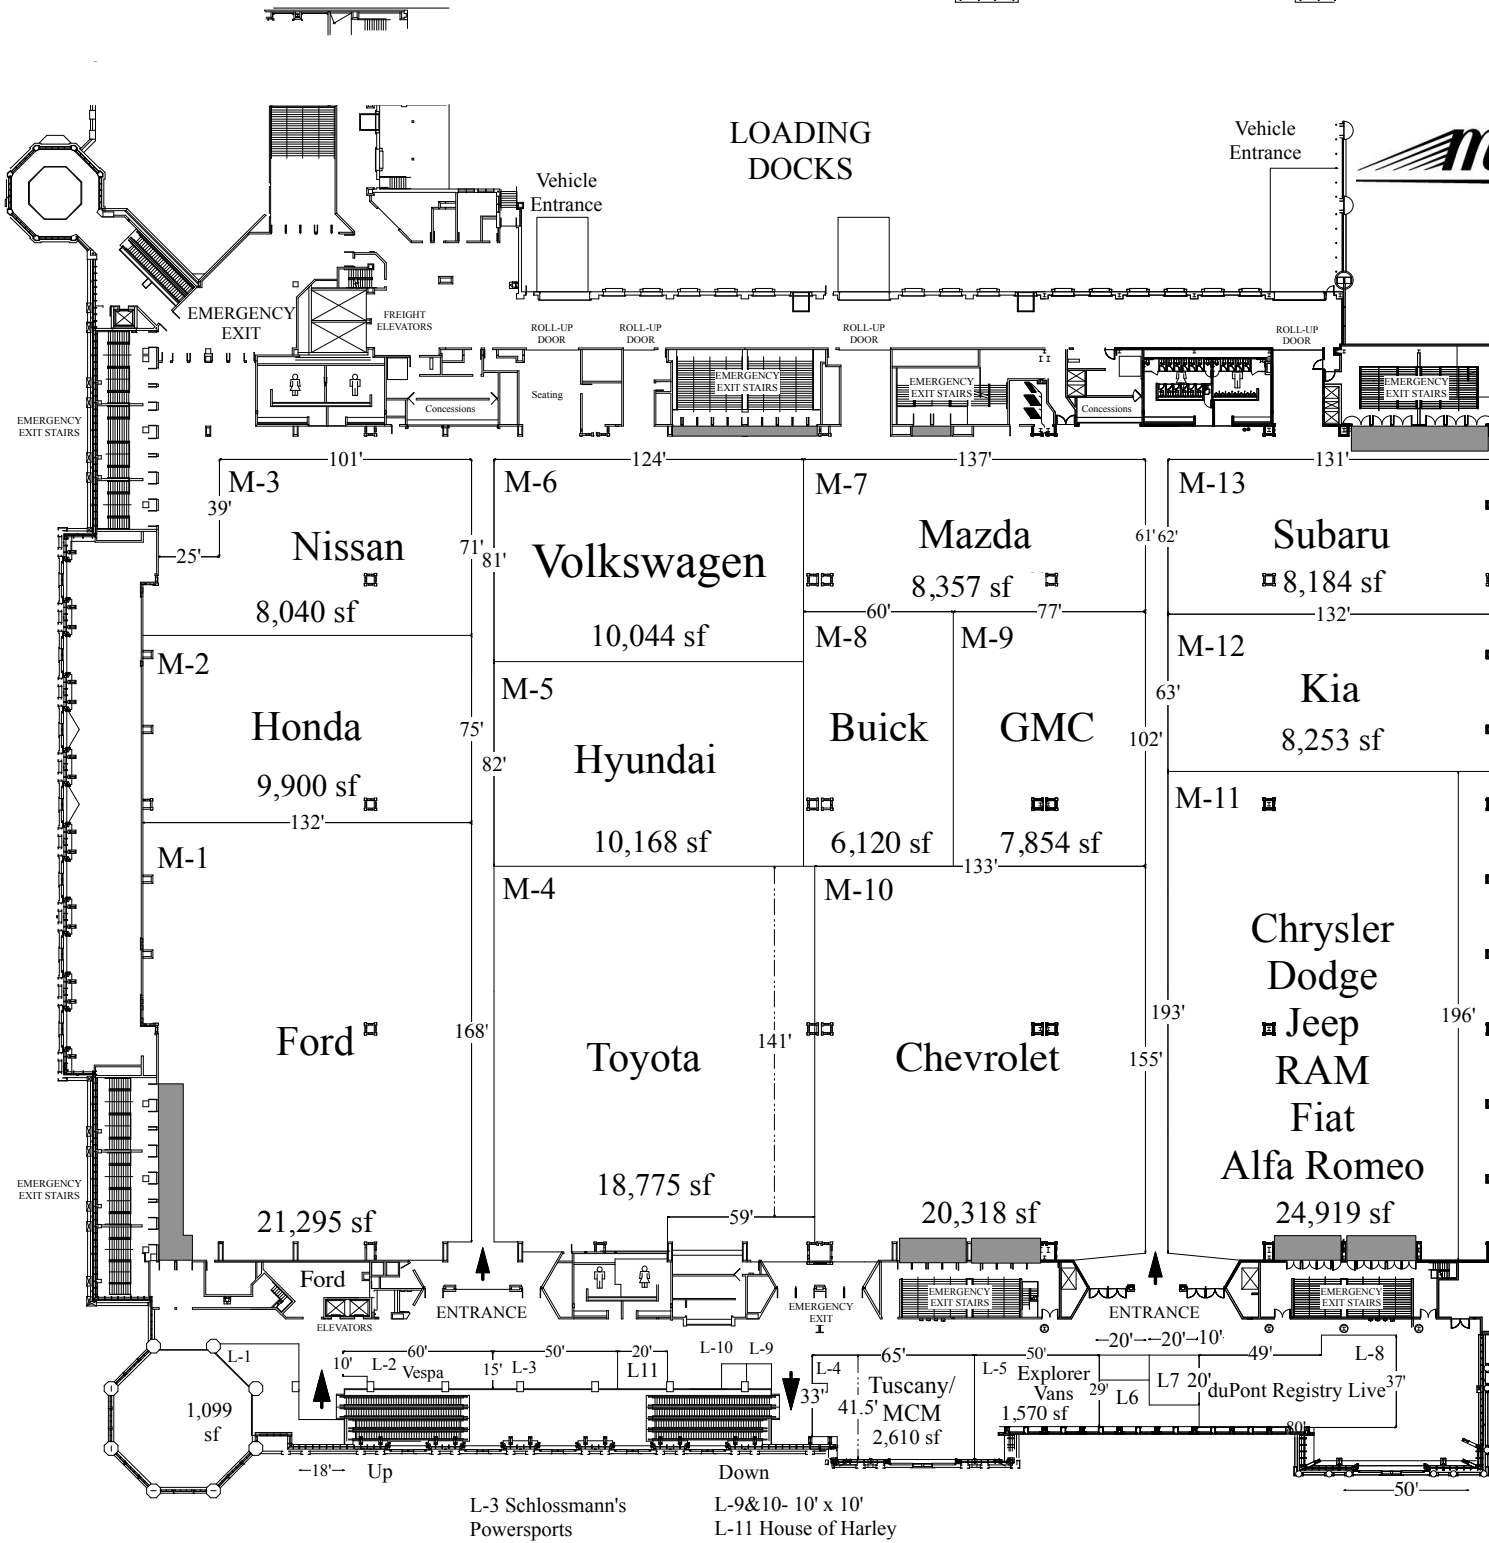 LOADING
DOCKS
Vehicle
Entrance
Vehicle
Entrance
EMERGENCY
EXIT
FREIGHT
ELEVATORS
ROLL-UP
DOOR
ROLL-UP
DOOR
ROLL-UP
DOOR
ROLL-UP
DOOR
EMERGENCY
EXIT STAIRS
EMERGENCY
EXIT STAIRS
EMERGENCY
EXIT STAIRS
EMERGENCY
EXIT STAIRS
Concessions
Seating
Concessions
101'
124'
137'
131'
M-3
39'
25'
Nissan
71'
8,040 sf
M-6
81'
Volkswagen
10,044 sf
M-7
Mazda
8,357 sf
61'
62'
M-13
Subaru
8,184 sf
60'
77'
132'
M-2
Honda
75'
9,900 sf
132'
M-5
82'
Hyundai
10,168 sf
M-8
Buick
6,120 sf
M-9
GMC
102'
7,854 sf
133'
M-12
63'
Kia
8,253 sf
M-1
Ford
168'
21,295 sf
M-4
Toyota
141'
18,775 sf
59'
M-10
Chevrolet
155'
20,318 sf
M-11
193'
196'
Chrysler
Dodge
Jeep
RAM
Fiat
Alfa Romeo
24,919 sf
EMERGENCY
EXIT STAIRS
Ford
ELEVATORS
ENTRANCE
EMERGENCY
EXIT
EMERGENCY
EXIT STAIRS
ENTRANCE
EMERGENCY
EXIT STAIRS
L-1
1,099
sf
10'
60'
L-2
Vespa
15'
50'
L-3
20'
L11
L-10
L-9
L-4
33'
65'
41.5'
Tuscany/
MCM
2,610 sf
L-5
50'
Explorer
Vans
1,570 sf
29'
20'
20'
10'
L6
L7
20'
49'
L-8
duPont Registry Live
37'
80'
18'
Up
Down
50'
L-3 Schlossmann's
Powersports
L-9&10- 10' x 10'
L-11 House of Harley